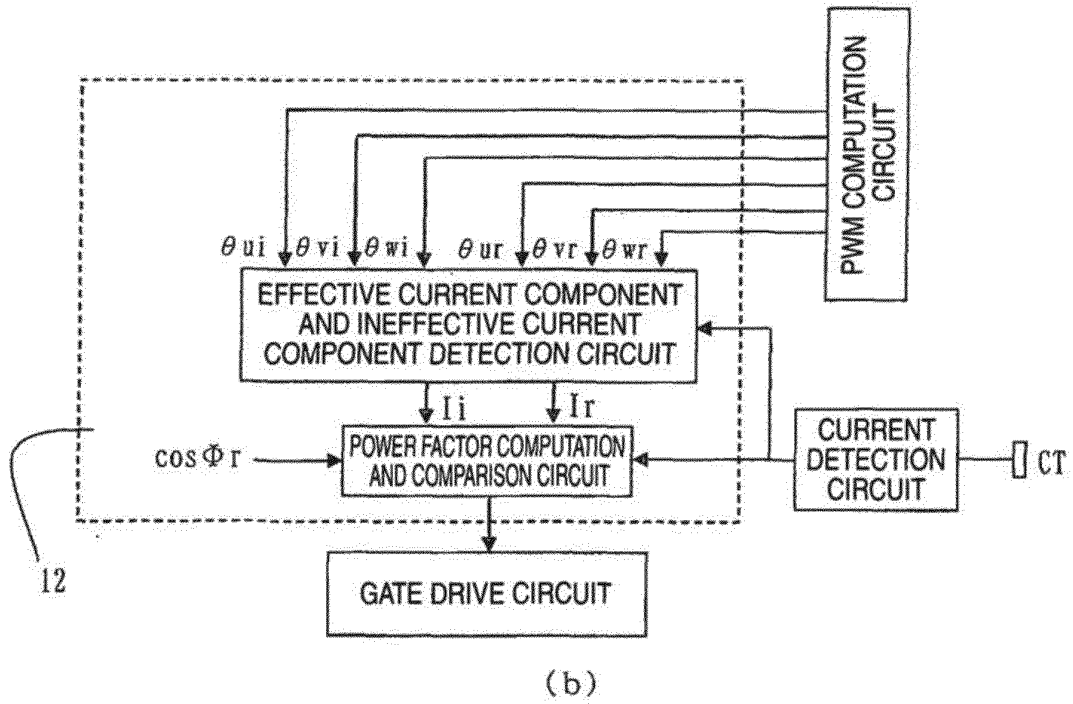 PWM COMPUTATION
CIRCUIT
θui θvi θwi θur θvr θwr
EFFECTIVE CURRENT COMPONENT
AND INEFFECTIVE CURRENT
COMPONENT DETECTION CIRCUIT
Ii Ir
cosΦr
POWER FACTOR COMPUTATION
AND COMPARISON CIRCUIT
CURRENT
DETECTION
CIRCUIT
CT
12
GATE DRIVE CIRCUIT
(b)